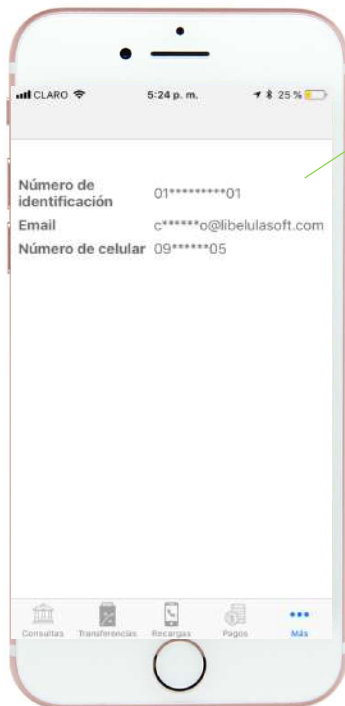 CLARO 5:24 p. m. 25 %
Número de
identificación 01*********01
Email c******o@libelulasoft.com
Número de celular 09******05
Consultas Transferencias Recargas Pagos Más